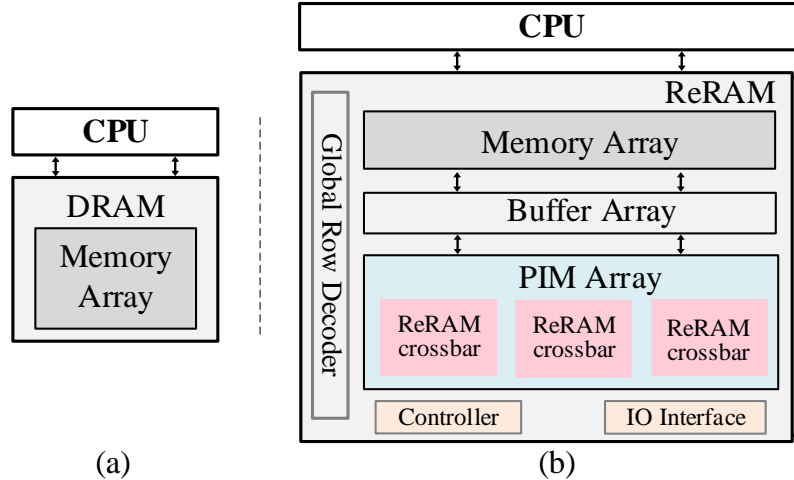 CPU
DRAM
Memory
Array
(a)
CPU
ReRAM
Global Row Decoder
Memory Array
Buffer Array
PIM Array
ReRAM
crossbar
ReRAM
crossbar
ReRAM
crossbar
Controller
IO Interface
(b)